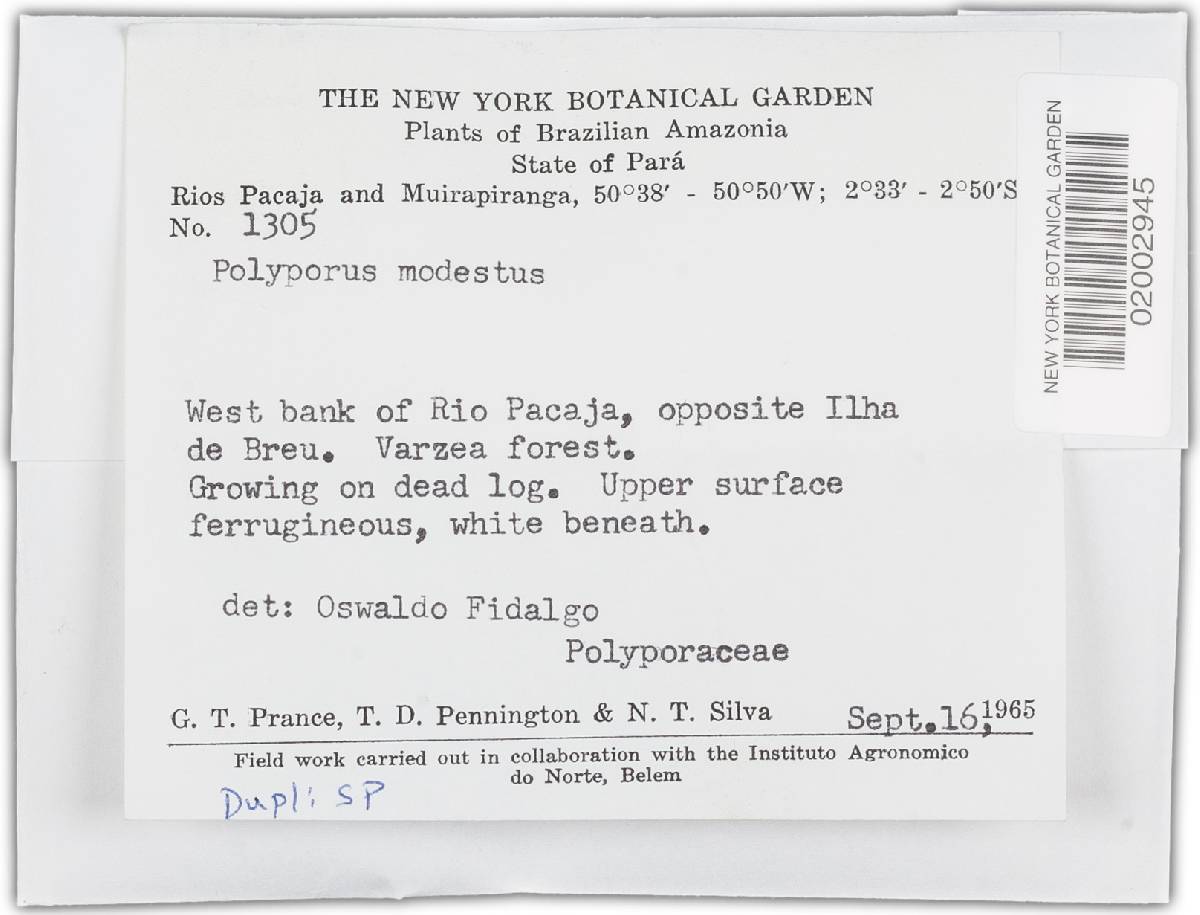 THE NEW YORK BOTANICAL GARDEN
Plants of Brazilian Amazonia
State of Pará
Rios Pacaja and Muirapiranga, 50°38′ - 50°50′W; 2°33′ - 2°50′S
No. 1305
Polyporus modestus
West bank of Rio Pacaja, opposite Ilha
de Breu. Varzea forest.
Growing on dead log. Upper surface
ferrugineous, white beneath.
det: Oswaldo Fidalgo
Polyporaceae
G. T. Prance, T. D. Pennington & N. T. Silva Sept.16,1965
Field work carried out in collaboration with the Instituto Agronomico
do Norte, Belem
Dupl: SP
NEW YORK BOTANICAL GARDEN
02002945